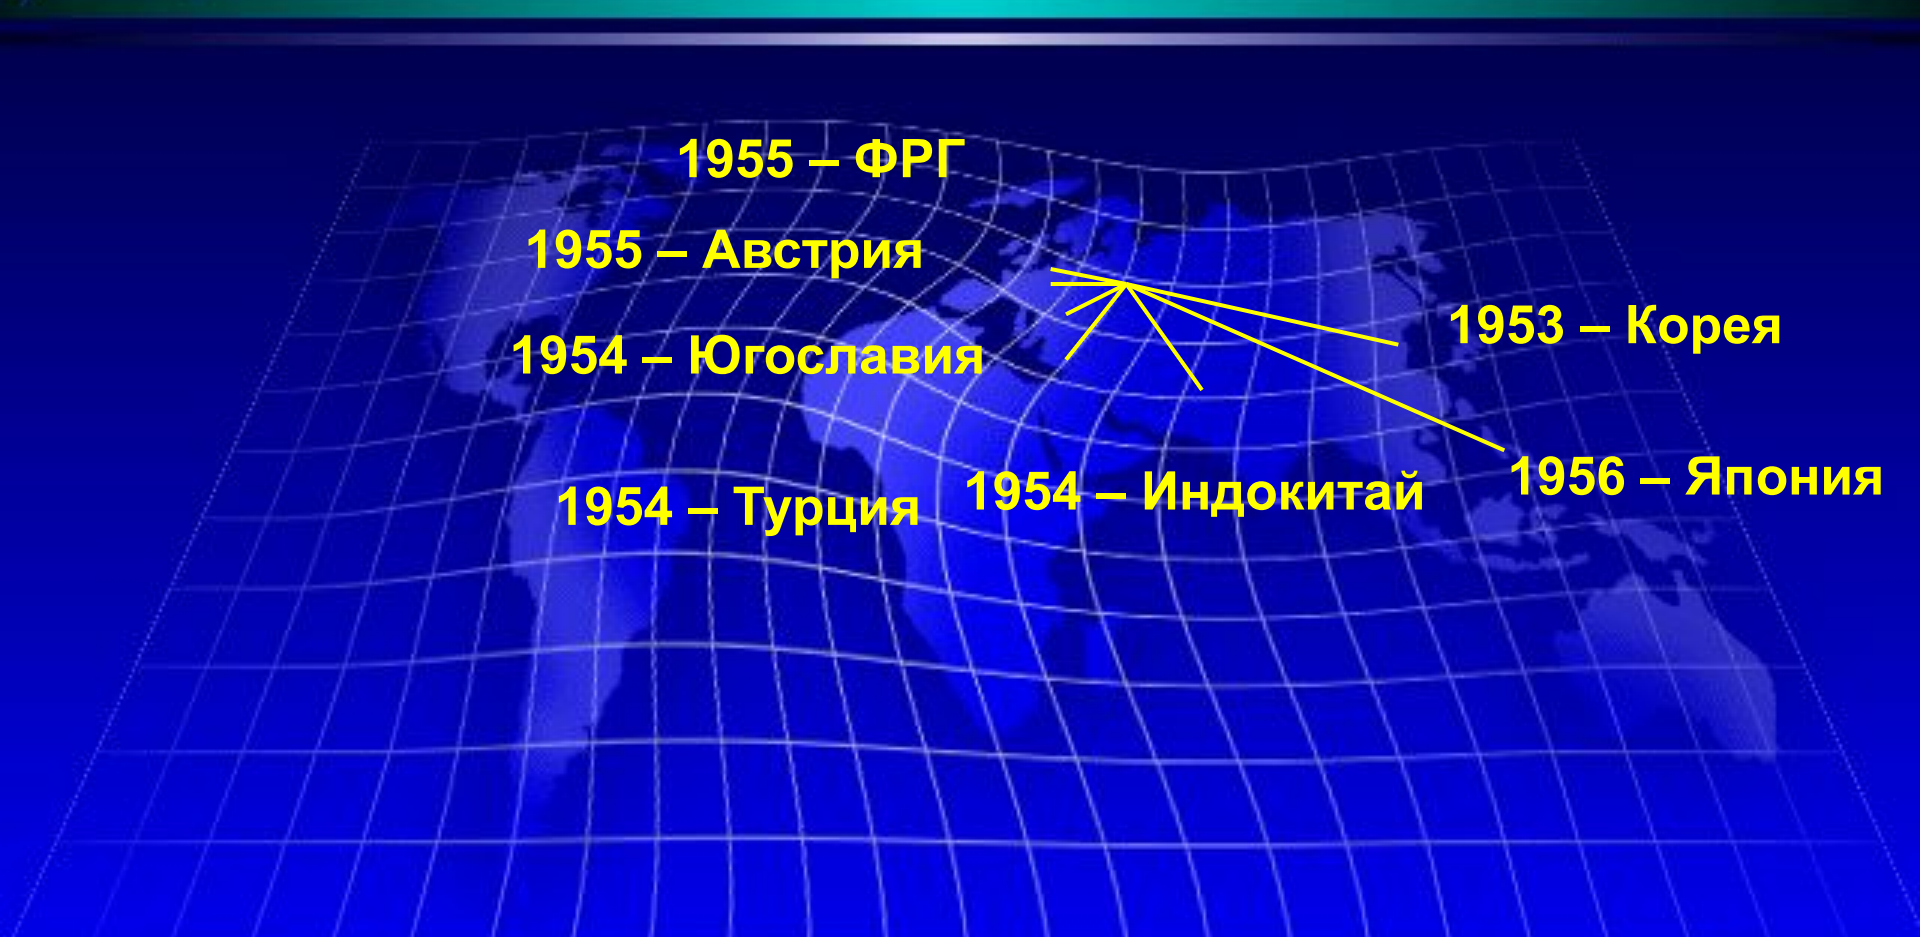 1955 – ФРГ
1955 – Австрия
1953 – Корея
1954 – Югославия
1956 – Япония
1954 – Индокитай
1954 – Турция